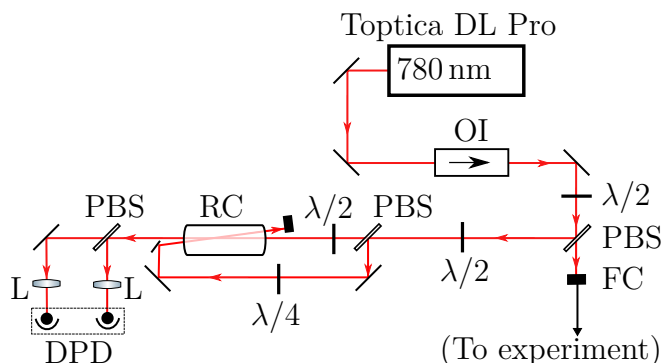 Toptica DL Pro
780 nm
OI
λ/2
PBS
RC
λ/2
PBS
λ/2
PBS
L
L
λ/4
FC
DPD
(To experiment)